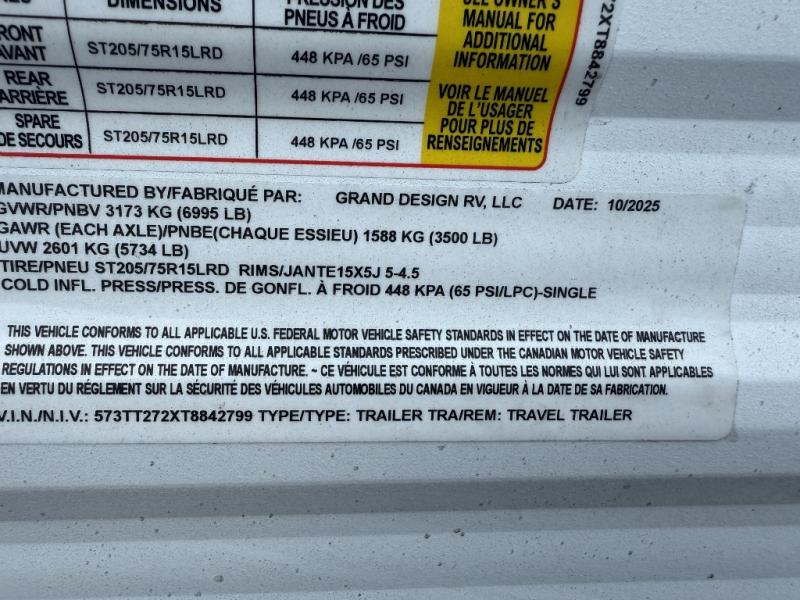 DIMENSIONS
PRESSION DES
PNEUS À FROID
SEE OWNER'S
MANUAL FOR
ADDITIONAL
INFORMATION
VOIR LE MANUEL
DE L'USAGER
POUR PLUS DE
RENSEIGNEMENTS
RONT
AVANT
ST205/75R15LRD
448 KPA /65 PSI
REAR
ARRIÈRE
ST205/75R15LRD
448 KPA /65 PSI
SPARE
DE SECOURS
ST205/75R15LRD
448 KPA /65 PSI
72XT8842799
MANUFACTURED BY/FABRIQUÉ PAR: GRAND DESIGN RV, LLC DATE: 10/2025
GVWR/PNBV 3173 KG (6995 LB)
GAWR (EACH AXLE)/PNBE(CHAQUE ESSIEU) 1588 KG (3500 LB)
UVW 2601 KG (5734 LB)
TIRE/PNEU ST205/75R15LRD RIMS/JANTE15X5J 5-4.5
COLD INFL. PRESS/PRESS. DE GONFL. À FROID 448 KPA (65 PSI/LPC)-SINGLE
THIS VEHICLE CONFORMS TO ALL APPLICABLE U.S. FEDERAL MOTOR VEHICLE SAFETY STANDARDS IN EFFECT ON THE DATE OF MANUFACTURE
SHOWN ABOVE. THIS VEHICLE CONFORMS TO ALL APPLICABLE STANDARDS PRESCRIBED UNDER THE CANADIAN MOTOR VEHICLE SAFETY
REGULATIONS IN EFFECT ON THE DATE OF MANUFACTURE. ~ CE VÉHICULE EST CONFORME À TOUTES LES NORMES QUI LUI SONT APPLICABLES
EN VERTU DU RÉGLEMENT SUR LA SÉCURITÉ DES VÉHICULES AUTOMOBILES DU CANADA EN VIGUEUR À LA DATE DE SA FABRICATION.
V.I.N./N.I.V.: 573TT272XT8842799 TYPE/TYPE: TRAILER TRA/REM: TRAVEL TRAILER